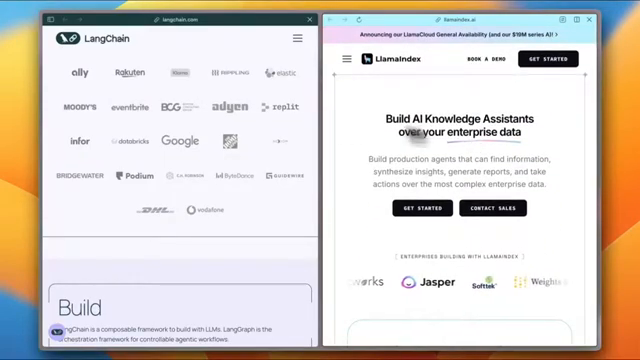 langchain.com
LangChain
ally
Rakuten
Klarna
RIPPLING
elastic
MOODY'S
eventbrite
BCG
adyen
replit
infor
databricks
Google
BRIDGEWATER
Podium
ByteDance
GUIDEWIRE
DHL
vodafone
Build
LangChain is a composable framework to build with LLMs. LangGraph is the
orchestration framework for controllable agentic workflows.
llamaindex.ai
Announcing our LlamaCloud General Availability (and our $19M series A)!
LlamaIndex
BOOK A DEMO
GET STARTED
Build AI Knowledge Assistants
over your enterprise data
Build production agents that can find information,
synthesize insights, generate reports, and take
actions over the most complex enterprise data.
GET STARTED
CONTACT SALES
[ ENTERPRISES BUILDING WITH LLAMAINDEX ]
works
Jasper
Softtek
Weights